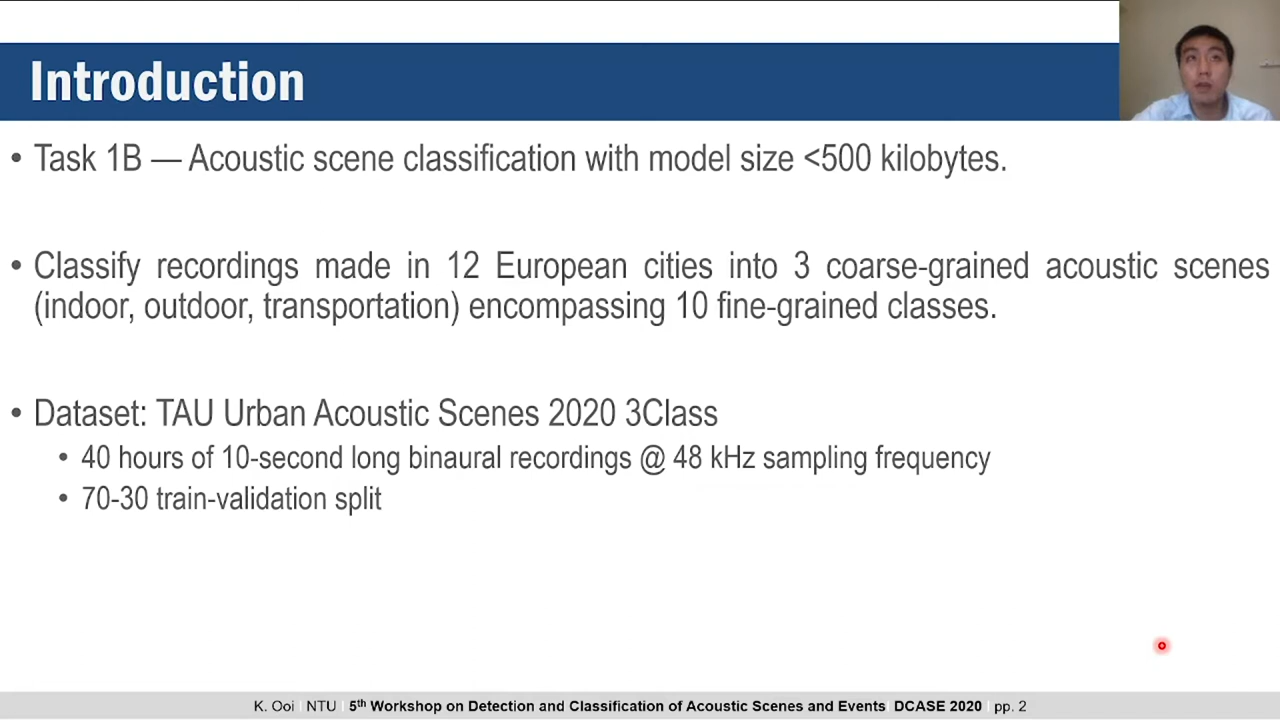 Introduction
• Task 1B — Acoustic scene classification with model size <500 kilobytes.
• Classify recordings made in 12 European cities into 3 coarse-grained acoustic scenes
(indoor, outdoor, transportation) encompassing 10 fine-grained classes.
• Dataset: TAU Urban Acoustic Scenes 2020 3Class
• 40 hours of 10-second long binaural recordings @ 48 kHz sampling frequency
• 70-30 train-validation split
K. Ooi | NTU | 5th Workshop on Detection and Classification of Acoustic Scenes and Events | DCASE 2020 | pp. 2